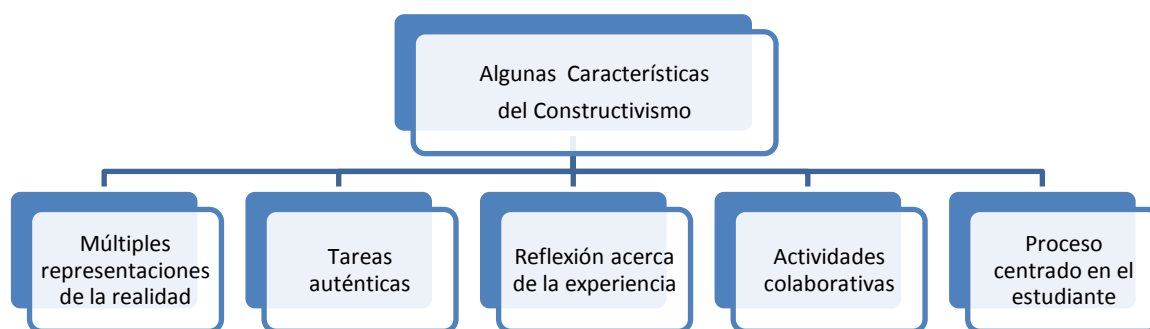 Algunas Características
del Constructivismo
Múltiples
representaciones
de la realidad
Tareas
auténticas
Reflexión acerca
de la experiencia
Actividades
colaborativas
Proceso
centrado en el
estudiante